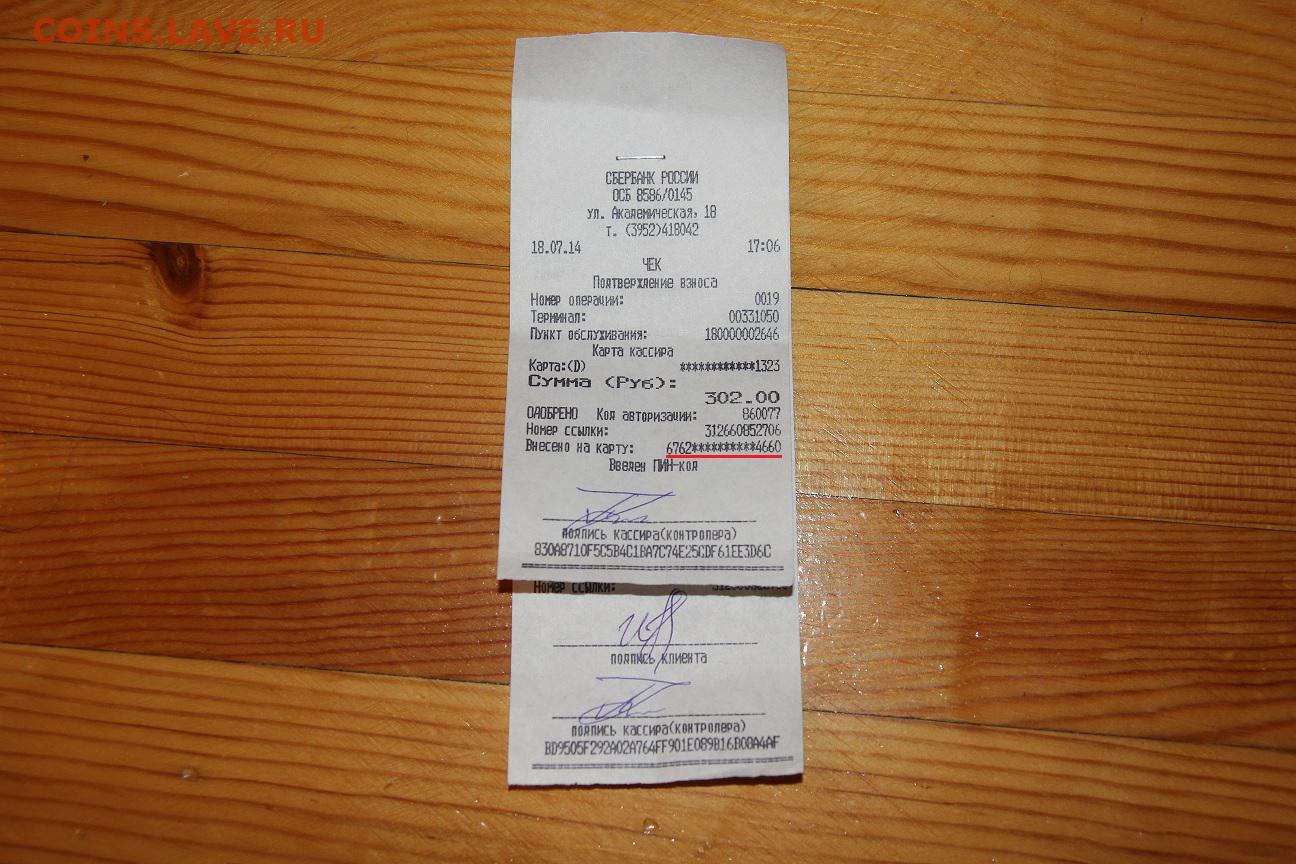 COINS.LAVE.RU
СБЕРБАНК РОССИИ
ОСБ 8586/0145
ул. Академическая, 18
т. (3952)418042
18.07.14 17:06
ЧЕК
Подтверждение взноса
Номер операции: 0019
Терминал: 00331050
Пункт обслуживания: 180000002646
Карта кассира
Карта:(D) ************1323
Сумма (Руб):
302.00
ОДОБРЕНО Код авторизации: 860077
Номер ссылки: 312660852706
Внесено на карту: 6762**********4660
Введен ПИН-код
подпись кассира(контролера)
830A8710F5C5B4C1BA7C74E25CDF61EE3D6C
Номер ссылки:
подпись клиента
подпись кассира(контролера)
BD9505F292A02A764FF901E089B16B08A4AF